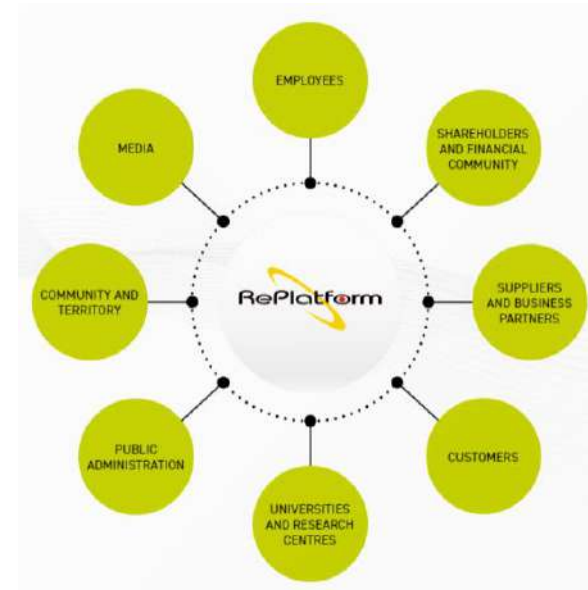 EMPLOYEES
SHAREHOLDERS
AND FINANCIAL
COMMUNITY
SUPPLIERS
AND BUSINESS
PARTNERS
CUSTOMERS
UNIVERSITIES
AND RESEARCH
CENTRES
PUBLIC
ADMINISTRATION
COMMUNITY AND
TERRITORY
MEDIA
RePlatform